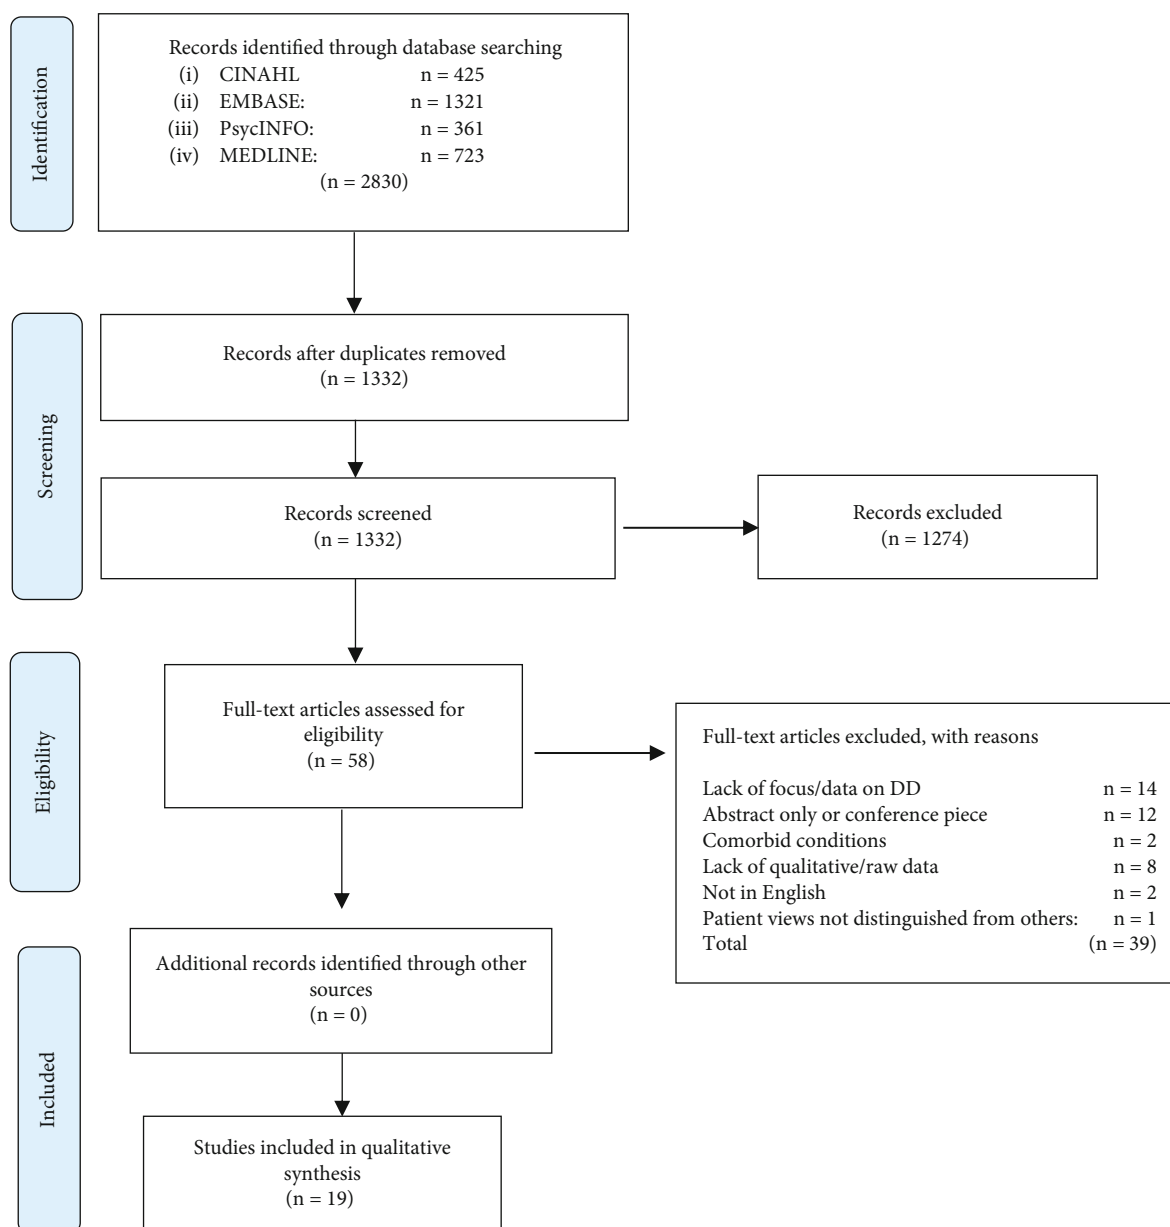 Identification
Records identified through database searching
(i) CINAHL n = 425
(ii) EMBASE: n = 1321
(iii) PsycINFO: n = 361
(iv) MEDLINE: n = 723
(n = 2830)
Screening
Records after duplicates removed
(n = 1332)
Records screened
(n = 1332)
Records excluded
(n = 1274)
Eligibility
Full-text articles assessed for
eligibility
(n = 58)
Full-text articles excluded, with reasons
Lack of focus/data on DD n = 14
Abstract only or conference piece n = 12
Comorbid conditions n = 2
Lack of qualitative/raw data n = 8
Not in English n = 2
Patient views not distinguished from others: n = 1
Total (n = 39)
Included
Additional records identified through other
sources
(n = 0)
Studies included in qualitative
synthesis
(n = 19)